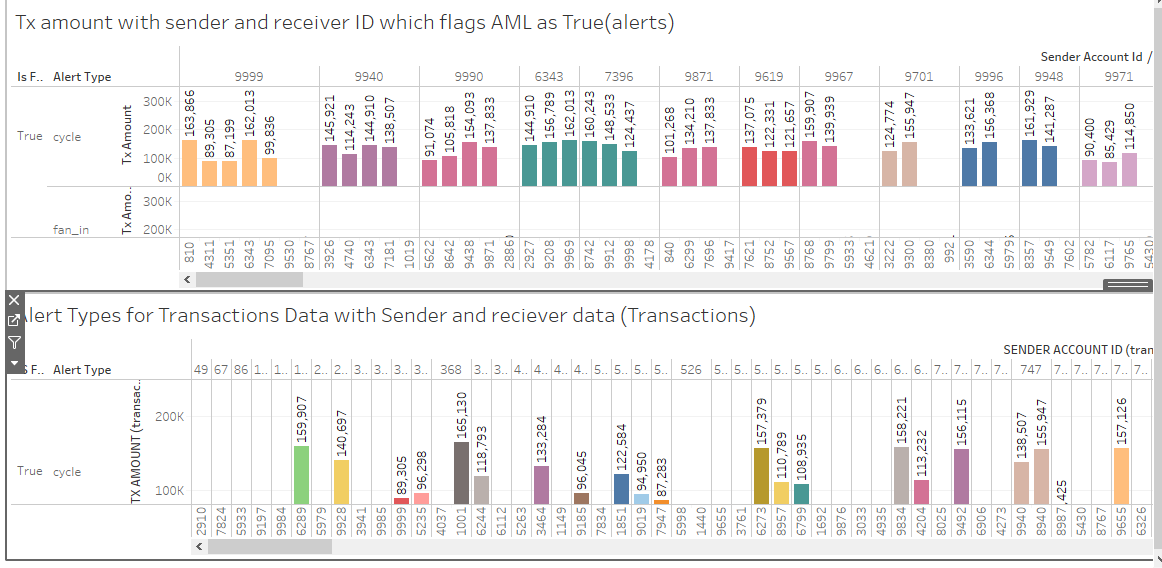 Tx amount with sender and receiver ID which flags AML as True(alerts)
Sender Account Id /
Is F.. Alert Type 9999 9940 9990 6343 7396 9871 9619 9967 9701 9996 9948 9971
True cycle
Tx Amount
300K
200K
100K
0K
163,866 89,305 87,199 162,013 99,836 145,921 114,243 144,910 138,507 91,074 105,818 154,093 137,833 144,910 156,789 162,013 160,243 148,533 124,437 101,268 134,210 137,833 137,075 122,331 121,657 159,907 139,939 124,774 155,947 133,621 156,368 161,929 141,287 90,400 85,429 114,850
fan_in
Tx Amo..
300K
200K
810 4311 5351 6343 7095 9530 8767 3926 4740 6343 7181 1019 5622 8642 9438 9871 2886 2927 9208 9969 8742 9912 9998 4178 840 6299 7696 9417 7621 8752 9567 8768 9799 5933 4621 3222 9300 8380 992 3590 6344 5979 8357 9549 7602 5782 6117 9765 5430
Alert Types for Transactions Data with Sender and reciever data (Transactions)
SENDER ACCOUNT ID (tran
S F.. Alert Type 49 67 86 1.. 1.. 1.. 2.. 2.. 3.. 3.. 3.. 368 3.. 3.. 4.. 4.. 4.. 5.. 5.. 5.. 526 5.. 5.. 5.. 5.. 5.. 5.. 6.. 6.. 6.. 6.. 7.. 7.. 7.. 7.. 747 7.. 7.. 7.. 7.. 7..
True cycle
TX AMOUNT (transac..
200K
100K
159,907 140,697 89,305 96,298 165,130 118,793 133,284 96,045 122,584 94,950 87,283 157,379 110,789 108,935 158,221 113,232 156,115 138,507 155,947 425 157,126
2910 7824 5933 9197 9984 6289 5979 9928 3941 9985 9999 5235 4037 1001 6244 6112 5263 3464 1149 9185 7834 1851 9019 7947 5998 1440 9655 3761 6273 8957 6799 1692 9876 3033 4935 9834 4204 8025 9492 6906 4273 9940 8940 8987 5430 8767 9655 6326